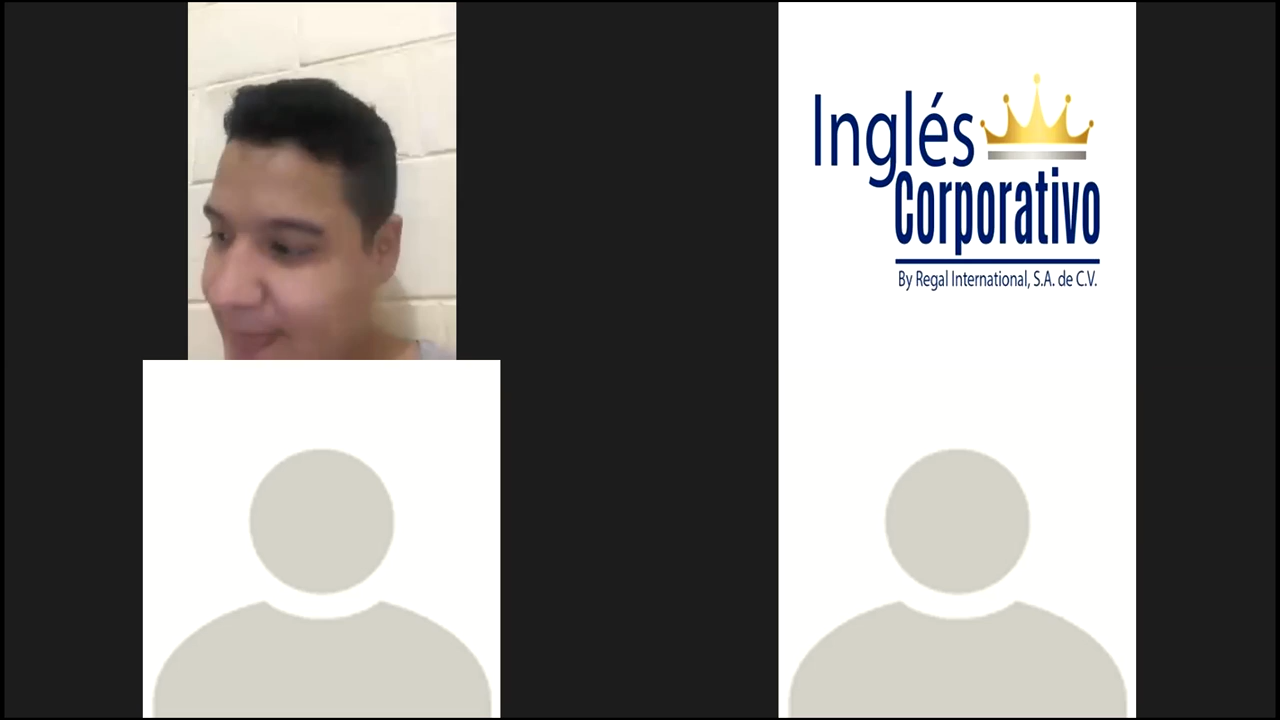 Inglés
Corporativo
By Regal International, S.A. de C.V.